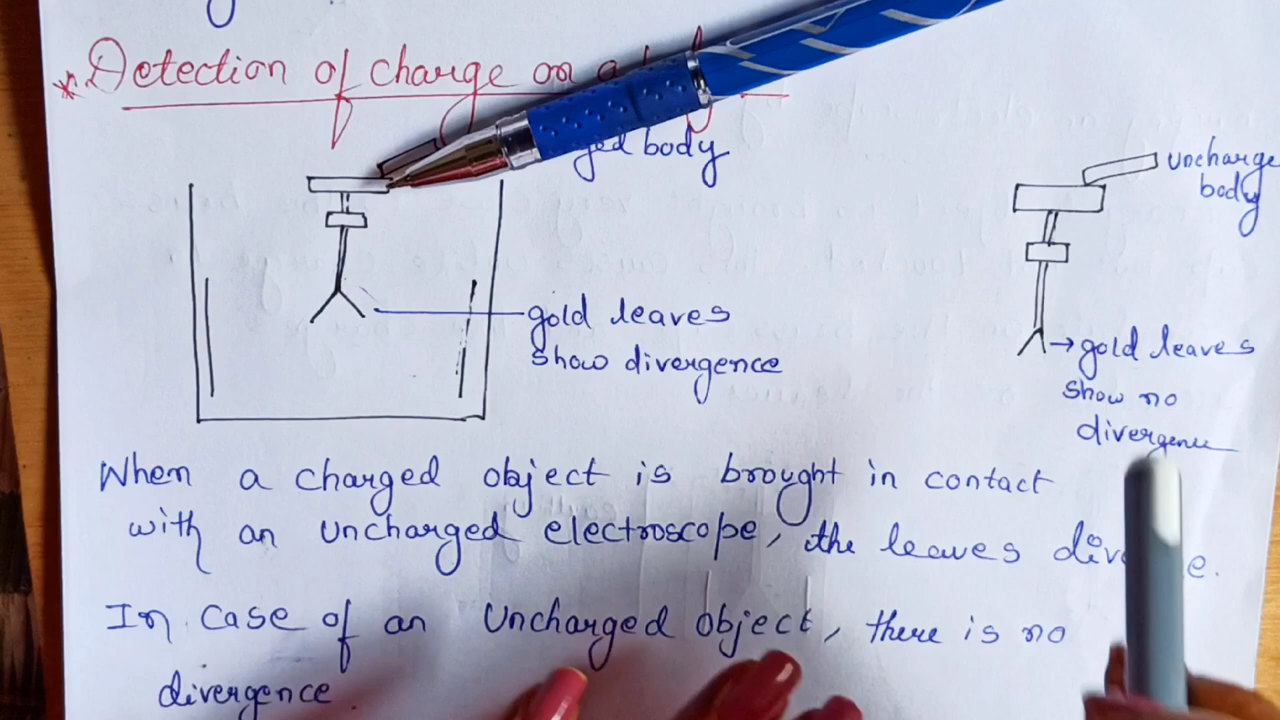 * Detection of charge on a
body
uncharge
body
gold leaves
show divergence
gold leaves
show no
divergence
When a charged object is brought in contact
with an uncharged electroscope, the leaves
In case of an Uncharged object, there is no
divergence.